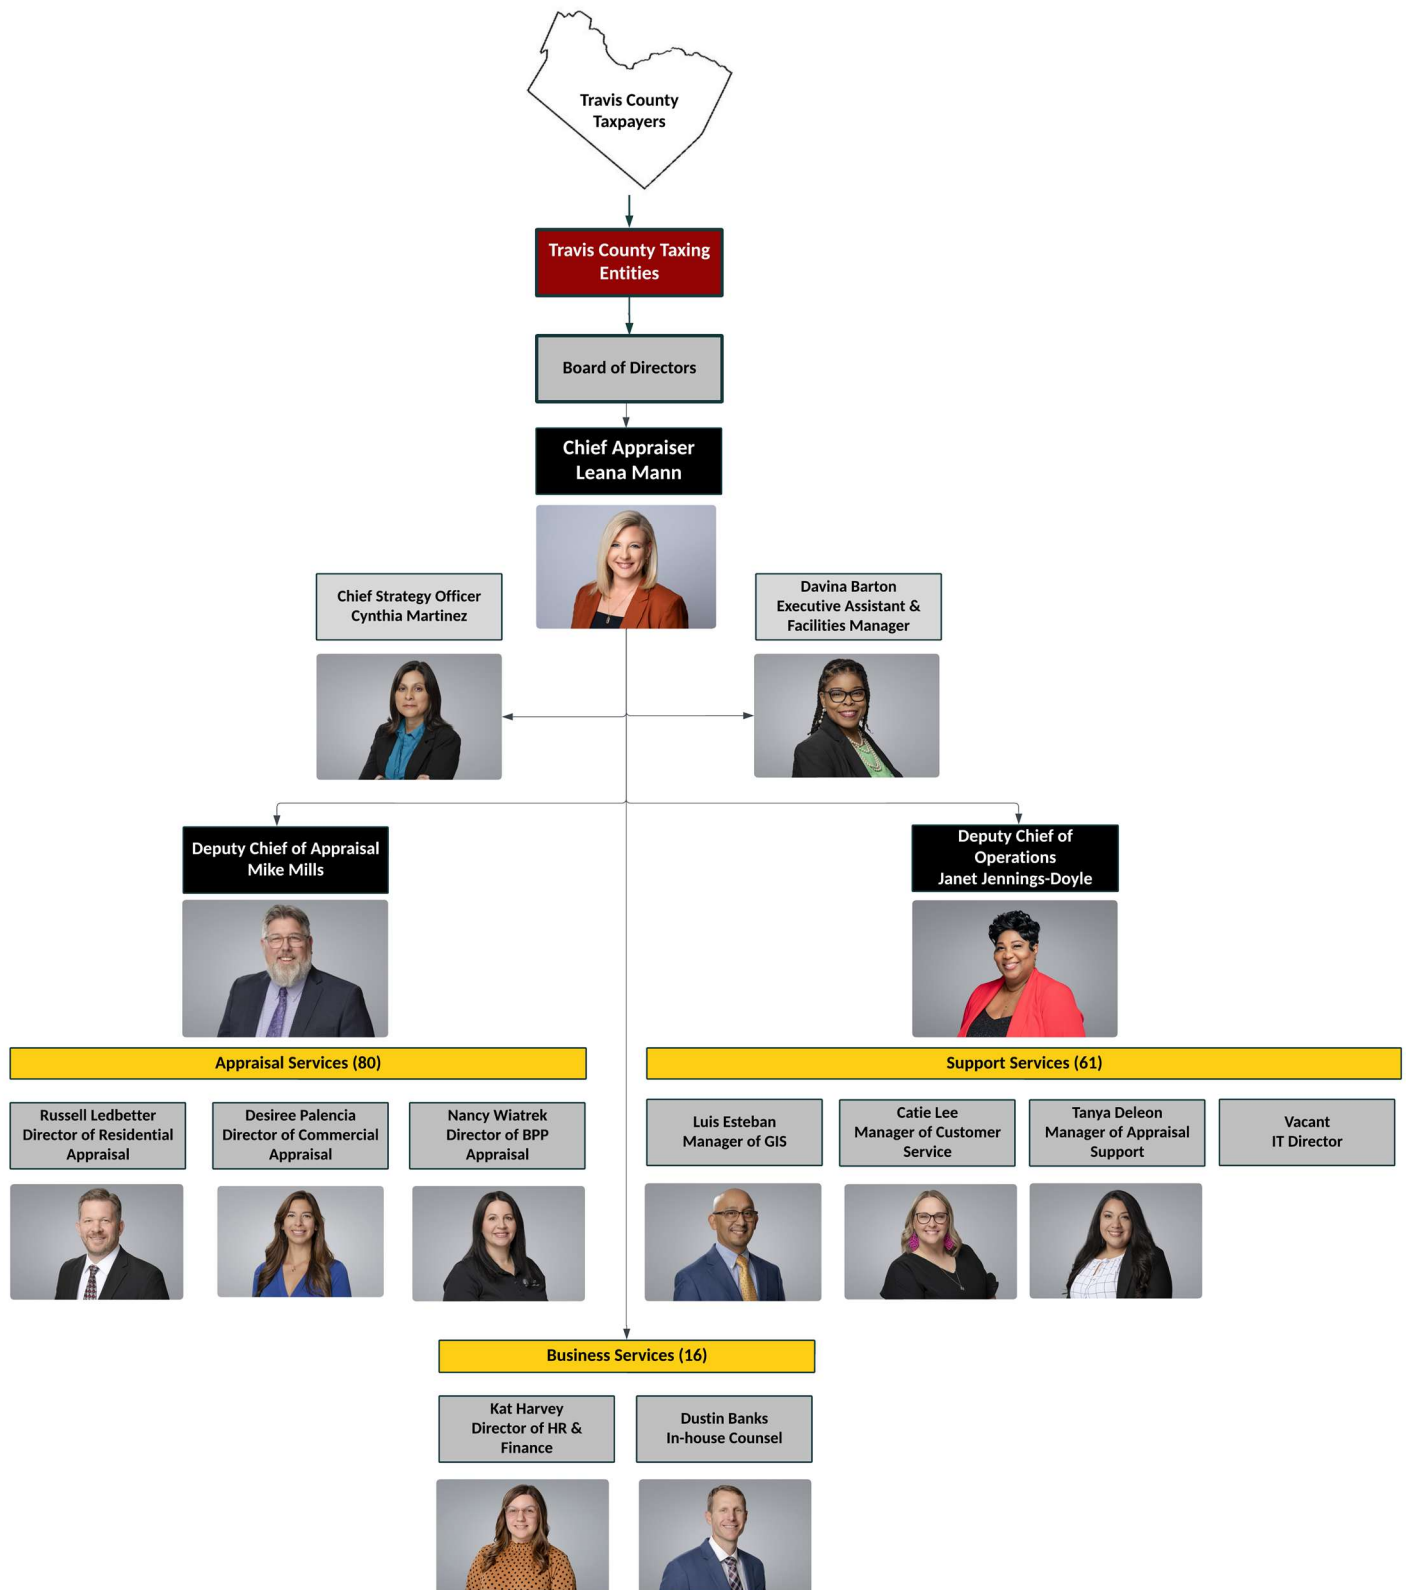 Travis County
Taxpayers
Travis County Taxing
Entities
Board of Directors
Chief Appraiser
Leana Mann
Chief Strategy Officer
Cynthia Martinez
Davina Barton
Executive Assistant &
Facilities Manager
Deputy Chief of Appraisal
Mike Mills
Deputy Chief of
Operations
Janet Jennings-Doyle
Appraisal Services (80)
Support Services (61)
Russell Ledbetter
Director of Residential
Appraisal
Desiree Palencia
Director of Commercial
Appraisal
Nancy Wiatrek
Director of BPP
Appraisal
Luis Esteban
Manager of GIS
Catie Lee
Manager of Customer
Service
Tanya Deleon
Manager of Appraisal
Support
Vacant
IT Director
Business Services (16)
Kat Harvey
Director of HR &
Finance
Dustin Banks
In-house Counsel